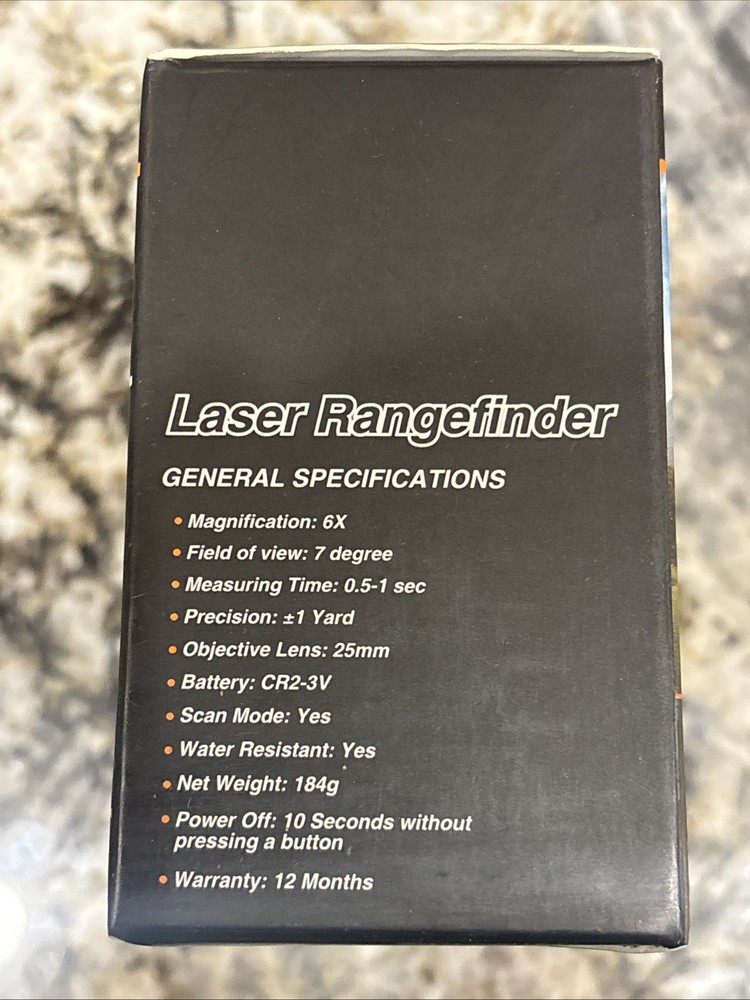 Laser Rangefinder
GENERAL SPECIFICATIONS
• Magnification: 6X
• Field of view: 7 degree
• Measuring Time: 0.5-1 sec
• Precision: ±1 Yard
• Objective Lens: 25mm
• Battery: CR2-3V
• Scan Mode: Yes
• Water Resistant: Yes
• Net Weight: 184g
• Power Off: 10 Seconds without
pressing a button
• Warranty: 12 Months